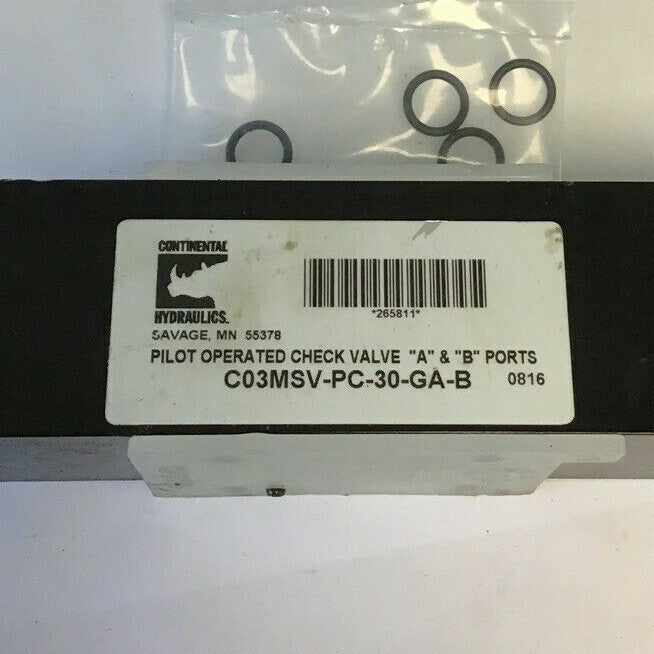 CONTINENTAL
HYDRAULICS.
SAVAGE, MN 55378
*265811*
PILOT OPERATED CHECK VALVE "A" & "B" PORTS
C03MSV-PC-30-GA-B 0816